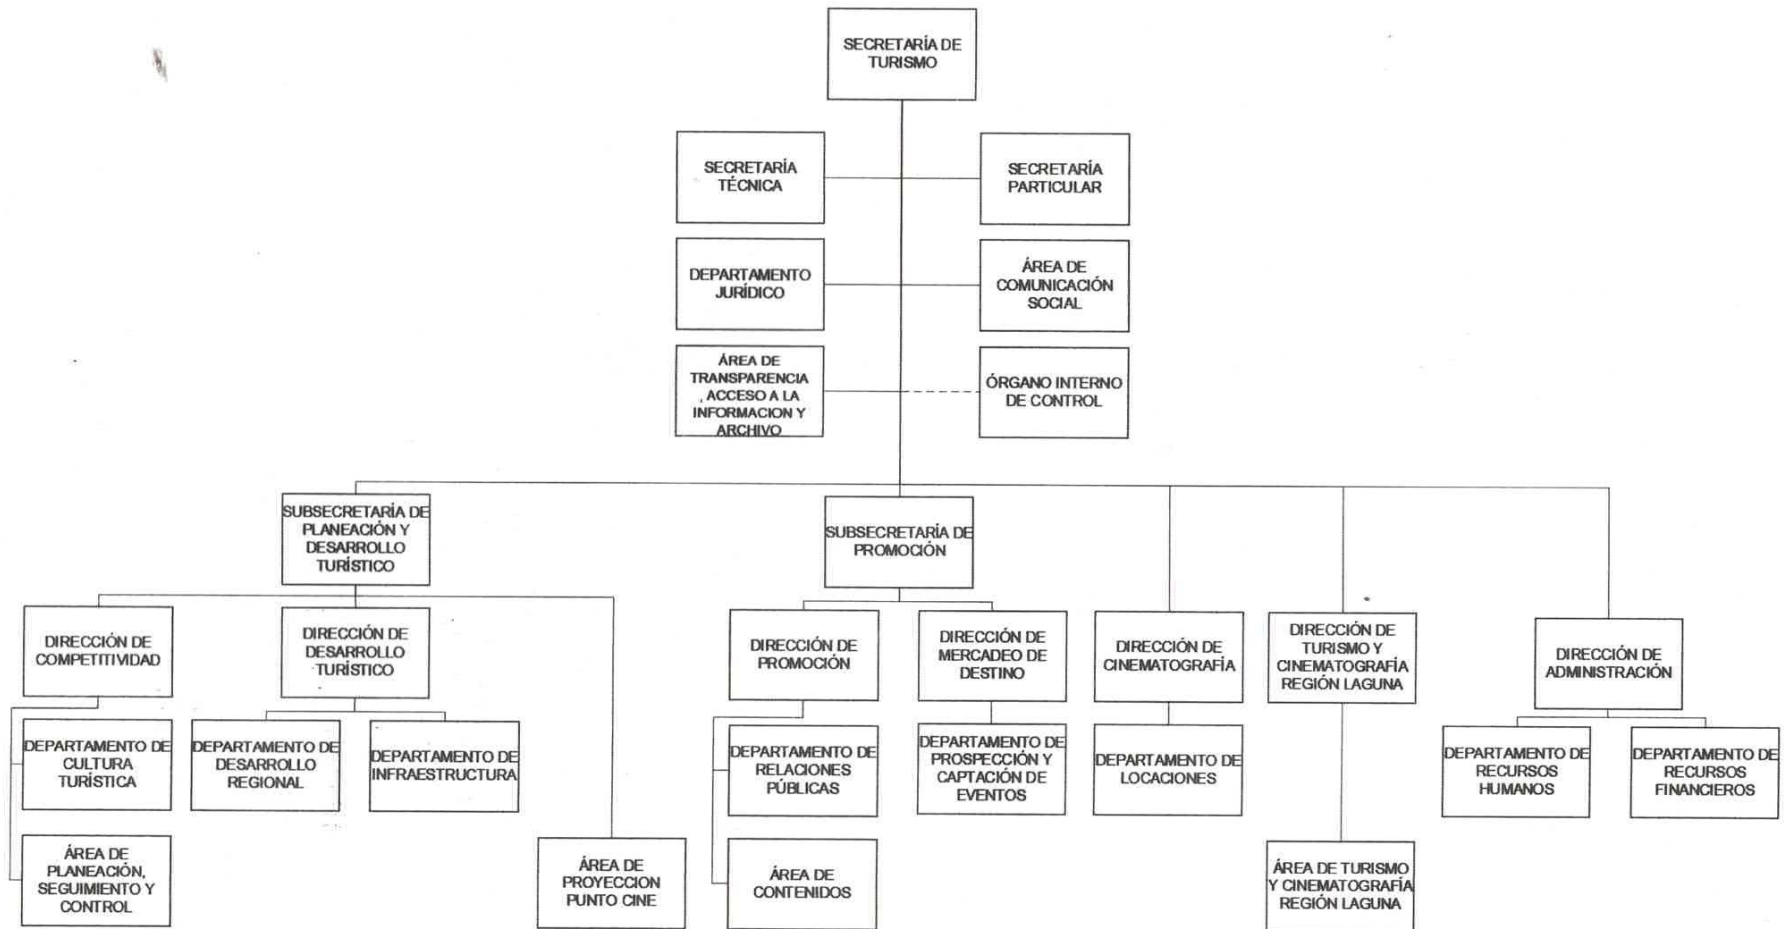 SECRETARÍA DE
TURISMO
SECRETARÍA
TÉCNICA
SECRETARÍA
PARTICULAR
DEPARTAMENTO
JURÍDICO
ÁREA DE
COMUNICACIÓN
SOCIAL
ÁREA DE
TRANSPARENCIA
, ACCESO A LA
INFORMACION Y
ARCHIVO
ÓRGANO INTERNO
DE CONTROL
SUBSECRETARÍA DE
PLANEACIÓN Y
DESARROLLO
TURÍSTICO
SUBSECRETARÍA DE
PROMOCIÓN
DIRECCIÓN DE
COMPETITIVIDAD
DIRECCIÓN DE
DESARROLLO
TURÍSTICO
DIRECCIÓN DE
PROMOCIÓN
DIRECCIÓN DE
MERCADEO DE
DESTINO
DIRECCIÓN DE
CINEMATOGRAFÍA
DIRECCIÓN DE
TURISMO Y
CINEMATOGRAFÍA
REGIÓN LAGUNA
DIRECCIÓN DE
ADMINISTRACIÓN
DEPARTAMENTO DE
CULTURA
TURÍSTICA
DEPARTAMENTO DE
DESARROLLO
REGIONAL
DEPARTAMENTO DE
INFRAESTRUCTURA
DEPARTAMENTO DE
RELACIONES
PÚBLICAS
DEPARTAMENTO DE
PROSPECCIÓN Y
CAPTACIÓN DE
EVENTOS
DEPARTAMENTO DE
LOCACIONES
DEPARTAMENTO DE
RECURSOS
HUMANOS
DEPARTAMENTO DE
RECURSOS
FINANCIEROS
ÁREA DE
PLANEACIÓN,
SEGUIMIENTO Y
CONTROL
ÁREA DE
PROYECCION
PUNTO CINE
ÁREA DE
CONTENIDOS
ÁREA DE TURISMO
Y CINEMATOGRAFÍA
REGIÓN LAGUNA